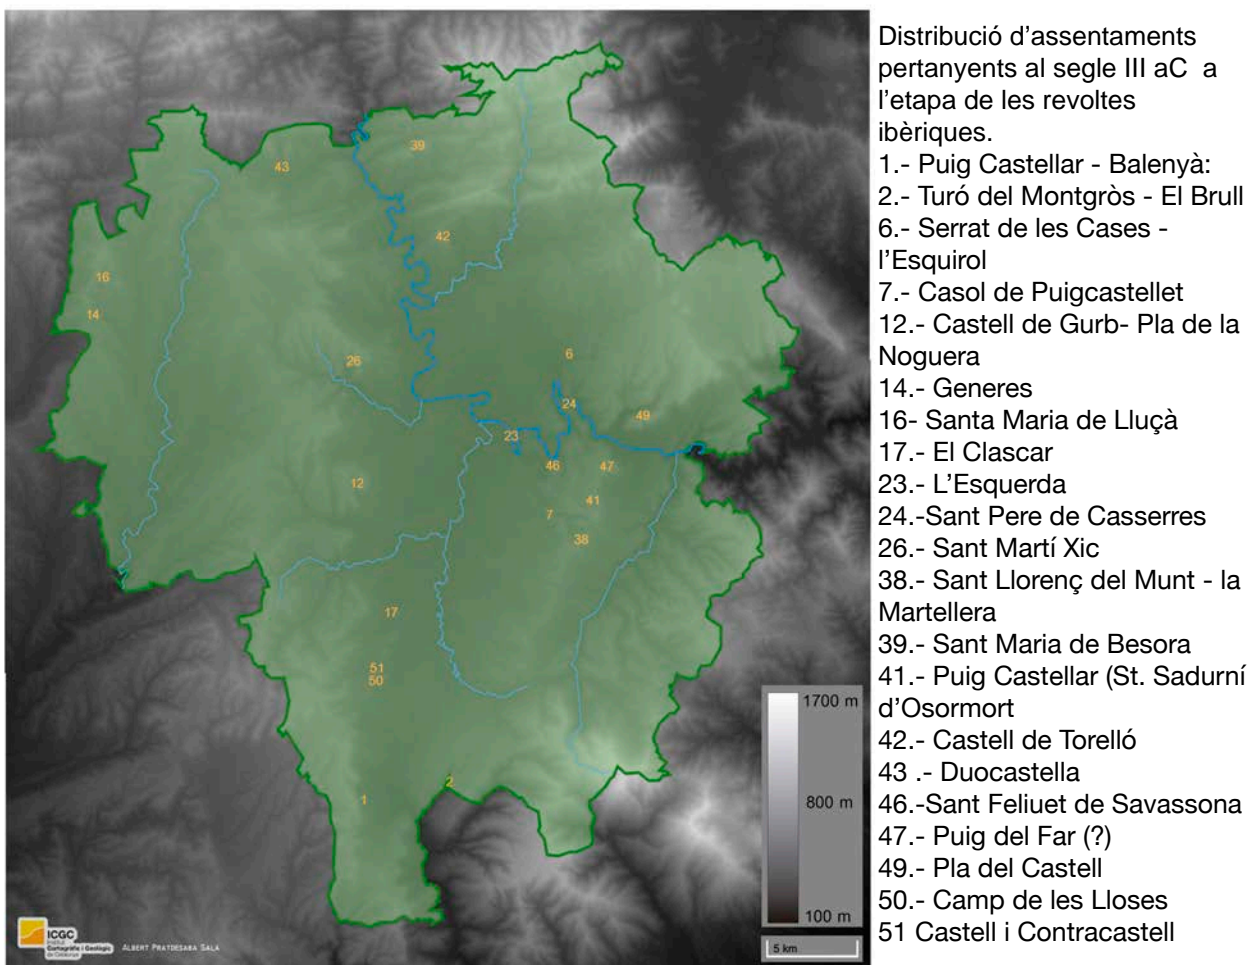 Distribució d’assentaments
pertanyents al segle III aC a
l’etapa de les revoltes
ibèriques.
1.- Puig Castellar - Balenyà:
2.- Turó del Montgròs - El Brull
6.- Serrat de les Cases -
l’Esquirol
7.- Casol de Puigcastellet
12.- Castell de Gurb- Pla de la
Noguera
14.- Generes
16- Santa Maria de Lluçà
17.- El Clascar
23.- L’Esquerda
24.-Sant Pere de Casserres
26.- Sant Martí Xic
38.- Sant Llorenç del Munt - la
Martellera
39.- Sant Maria de Besora
41.- Puig Castellar (St. Sadurní
d’Osormort
42.- Castell de Torelló
43 .- Duocastella
46.-Sant Feliuet de Savassona
47.- Puig del Far (?)
49.- Pla del Castell
50.- Camp de les Lloses
51 Castell i Contracastell
39
43
42
16
14
26
6
24
49
23
46
47
12
41
7
38
17
51
50
2
1
1700 m
800 m
100 m
5 km
ICGC
Institut
Cartogràfic i Geològic
de Catalunya
ALBERT PRATDESABA SALA